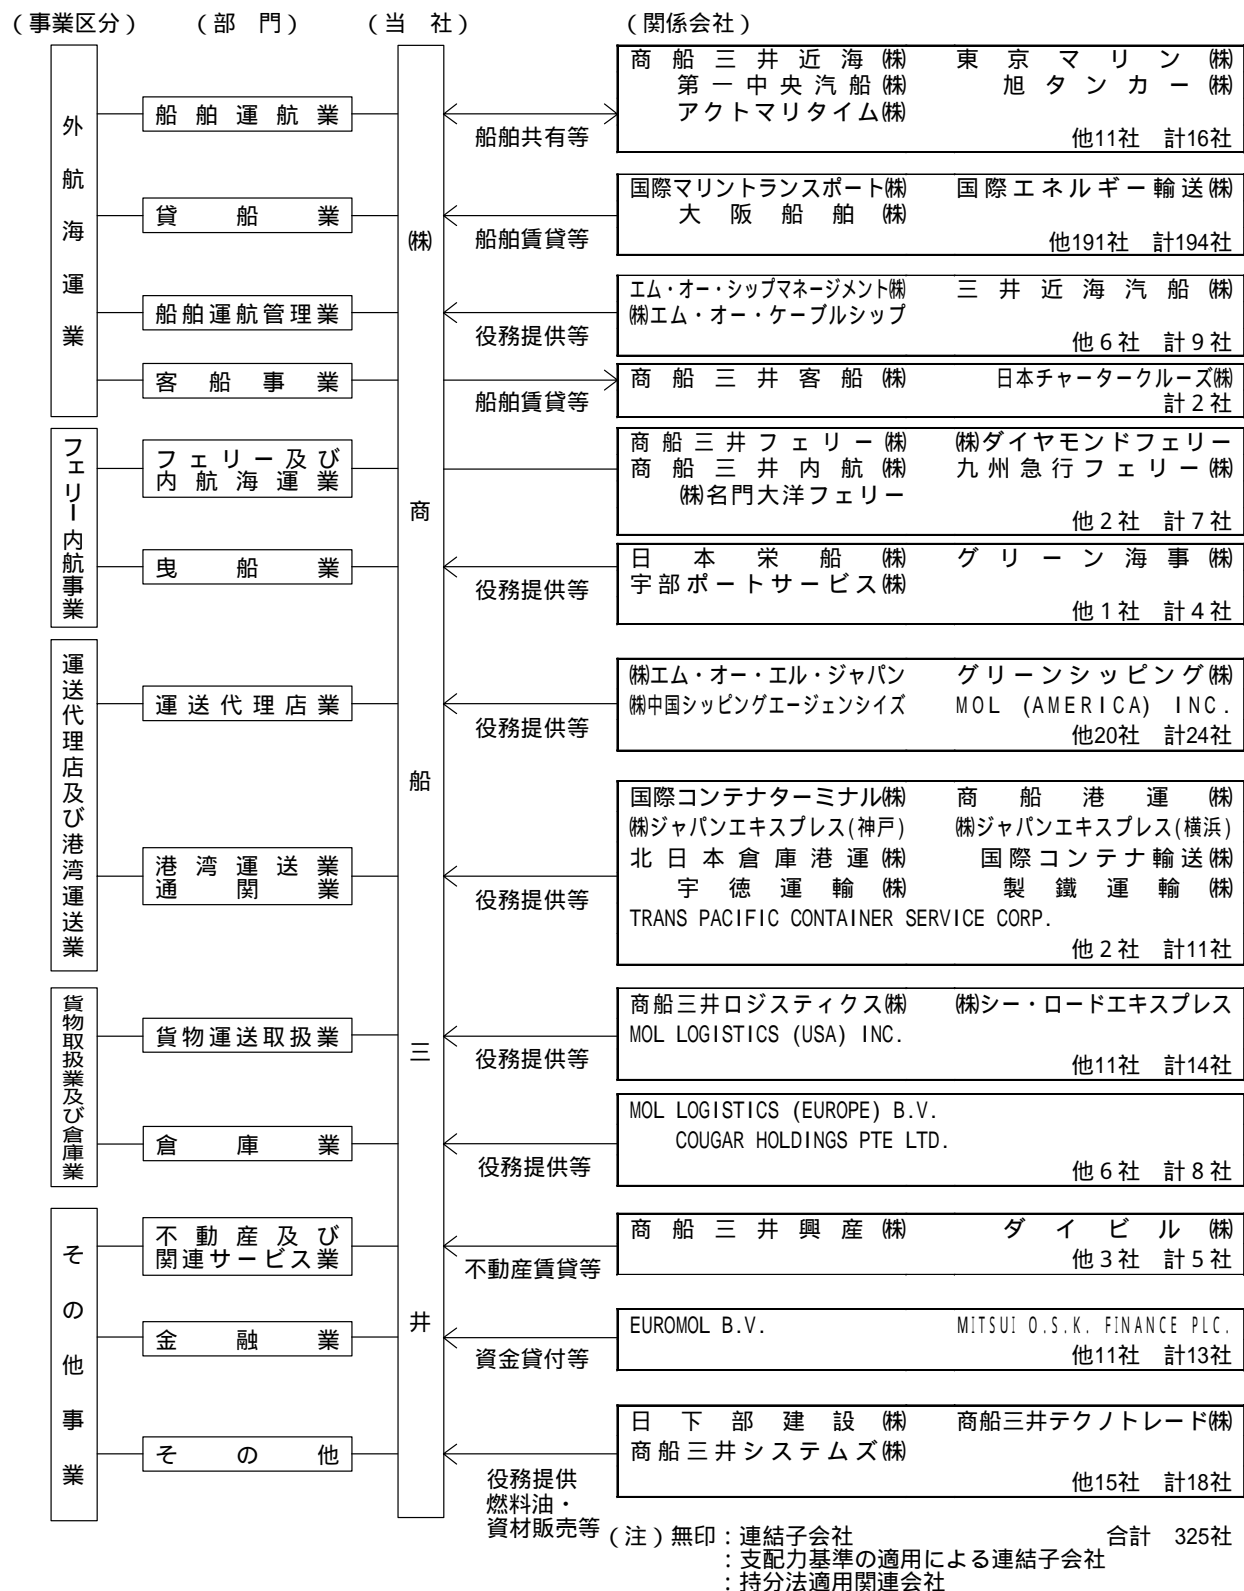 （事業区分） （部　門） （当　社） （関係会社）
外航海運業
船舶運航業
船舶共有等
商船三井近海㈱ 東京マリン㈱
第一中央汽船㈱ 旭タンカー㈱
アクトマリタイム㈱
他11社 計16社
貸船業
船舶賃貸等
国際マリントランスポート㈱ 国際エネルギー輸送㈱
大阪船舶㈱
他191社 計194社
船舶運航管理業
役務提供等
エム・オー・シップマネージメント㈱ 三井近海汽船㈱
㈱エム・オー・ケーブルシップ
他６社 計９社
客船事業
船舶賃貸等
商船三井客船㈱ 日本チャータークルーズ㈱
計２社
フェリー内航事業
フェリー及び
内航海運業
商船三井フェリー㈱ ㈱ダイヤモンドフェリー
商船三井内航㈱ 九州急行フェリー㈱
㈱名門大洋フェリー
他２社 計７社
曳船業
役務提供等
日本栄船㈱ グリーン海事㈱
宇部ポートサービス㈱
他１社 計４社
運送代理店及び港湾運送業
運送代理店業
役務提供等
㈱エム・オー・エル・ジャパン グリーンシッピング㈱
㈱中国シッピングエージェンシイズ MOL (AMERICA) INC.
他20社 計24社
港湾運送業
通関業
役務提供等
国際コンテナターミナル㈱ 商船港運㈱
㈱ジャパンエキスプレス(神戸) ㈱ジャパンエキスプレス(横浜)
北日本倉庫港運㈱ 国際コンテナ輸送㈱
宇徳運輸㈱ 製鐵運輸㈱
TRANS PACIFIC CONTAINER SERVICE CORP.
他２社 計11社
貨物取扱業及び倉庫業
貨物運送取扱業
役務提供等
商船三井ロジスティクス㈱ ㈱シー・ロードエキスプレス
MOL LOGISTICS (USA) INC.
他11社 計14社
倉庫業
役務提供等
MOL LOGISTICS (EUROPE) B.V.
COUGAR HOLDINGS PTE LTD.
他６社 計８社
その他事業
不動産及び
関連サービス業
不動産賃貸等
商船三井興産㈱ ダイビル㈱
他３社 計５社
金融業
資金貸付等
EUROMOL B.V. MITSUI O.S.K. FINANCE PLC.
他11社 計13社
その他
役務提供
燃料油・
資材販売等
日下部建設㈱ 商船三井テクノトレード㈱
商船三井システムズ㈱
他15社 計18社
㈱商船三井
（注）無印：連結子会社 合計 325社
：支配力基準の適用による連結子会社
：持分法適用関連会社